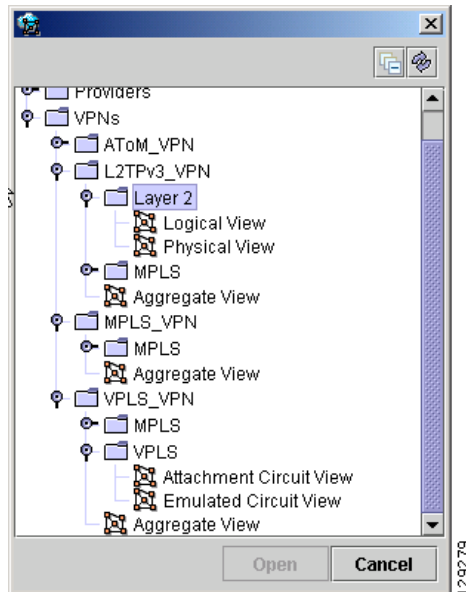 Providers
VPNs
AToM_VPN
L2TPv3_VPN
Layer 2
Logical View
Physical View
MPLS
Aggregate View
MPLS_VPN
MPLS
Aggregate View
VPLS_VPN
MPLS
VPLS
Attachment Circuit View
Emulated Circuit View
Aggregate View
Open
Cancel
129279